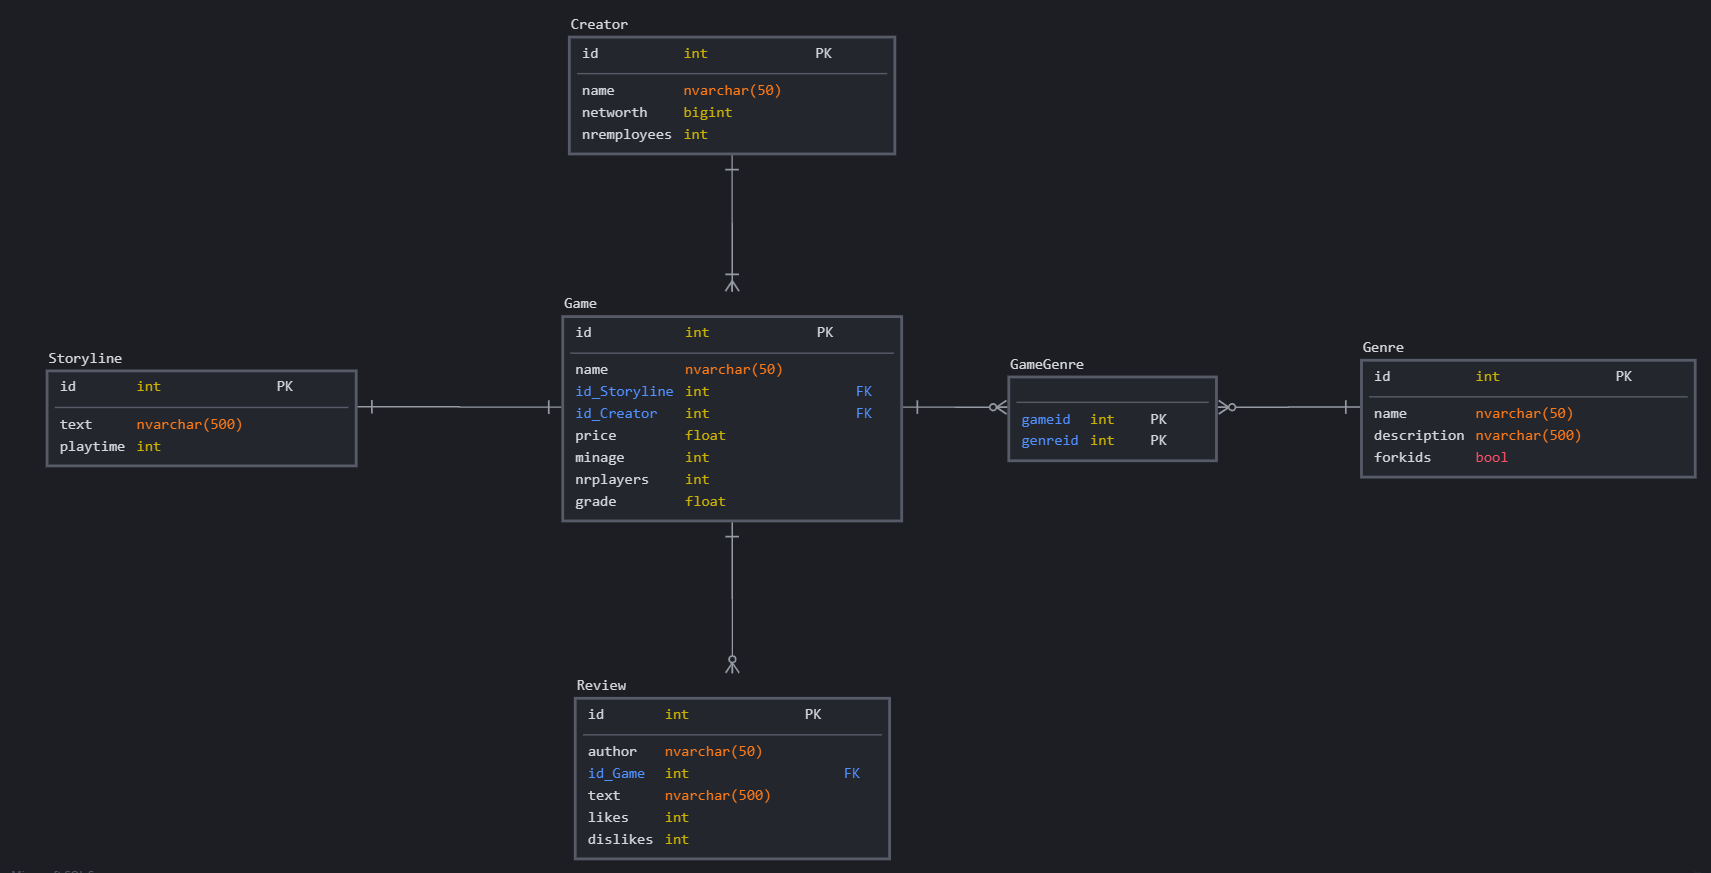 Creator
id int PK
name nvarchar(50)
networth bigint
nremployees int
Game
id int PK
name nvarchar(50)
id_Storyline int FK
id_Creator int FK
price float
minage int
nrplayers int
grade float
Storyline
id int PK
text nvarchar(500)
playtime int
GameGenre
gameid int PK
genreid int PK
Genre
id int PK
name nvarchar(50)
description nvarchar(500)
forkids bool
Review
id int PK
author nvarchar(50)
id_Game int FK
text nvarchar(500)
likes int
dislikes int